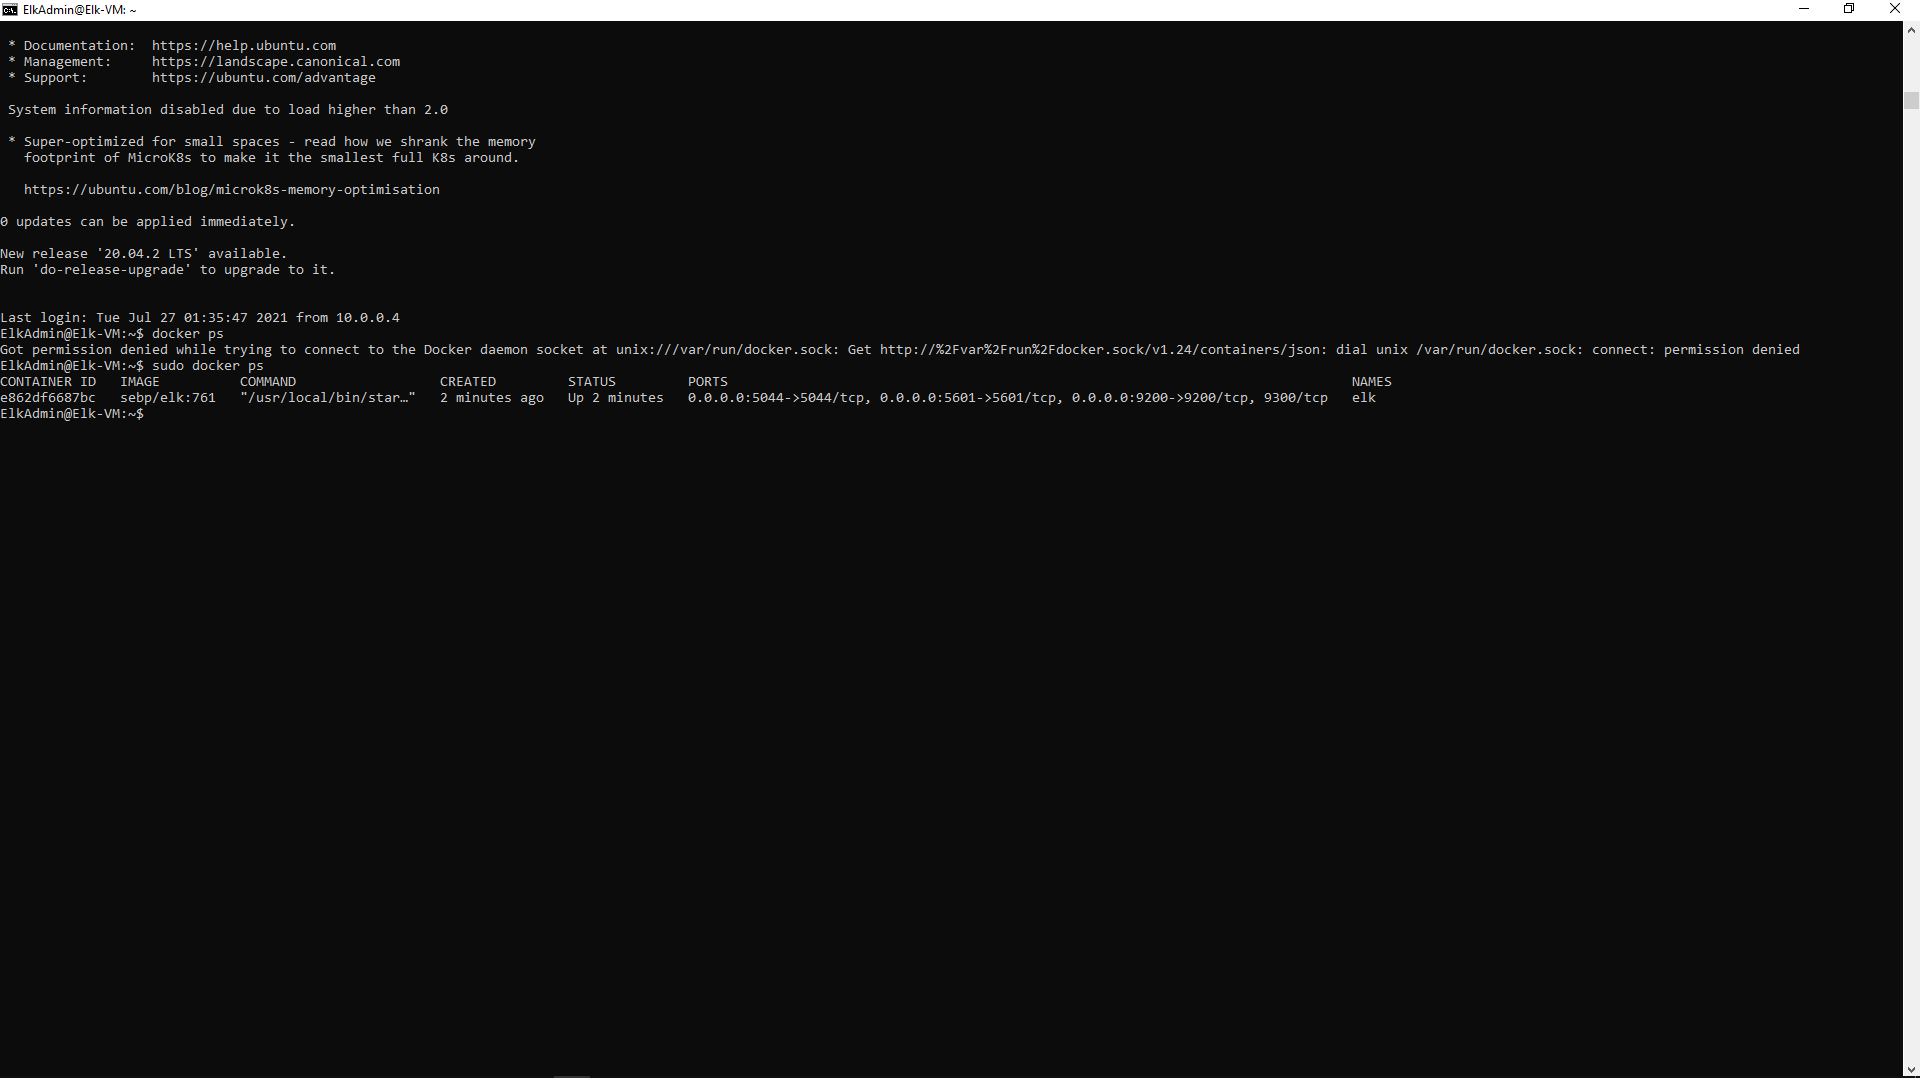 ElkAdmin@Elk-VM: ~
* Documentation:  https://help.ubuntu.com
* Management:     https://landscape.canonical.com
* Support:        https://ubuntu.com/advantage
System information disabled due to load higher than 2.0
* Super-optimized for small spaces - read how we shrank the memory
footprint of MicroK8s to make it the smallest full K8s around.
https://ubuntu.com/blog/microk8s-memory-optimisation
0 updates can be applied immediately.
New release '20.04.2 LTS' available.
Run 'do-release-upgrade' to upgrade to it.
Last login: Tue Jul 27 01:35:47 2021 from 10.0.0.4
ElkAdmin@Elk-VM:~$ docker ps
Got permission denied while trying to connect to the Docker daemon socket at unix:///var/run/docker.sock: Get http://%2Fvar%2Frun%2Fdocker.sock/v1.24/containers/json: dial unix /var/run/docker.sock: connect: permission denied
ElkAdmin@Elk-VM:~$ sudo docker ps
CONTAINER ID   IMAGE          COMMAND                  CREATED         STATUS         PORTS                                                                              NAMES
e862df6687bc   sebp/elk:761   "/usr/local/bin/star…"   2 minutes ago   Up 2 minutes   0.0.0.0:5044->5044/tcp, 0.0.0.0:5601->5601/tcp, 0.0.0.0:9200->9200/tcp, 9300/tcp   elk
ElkAdmin@Elk-VM:~$